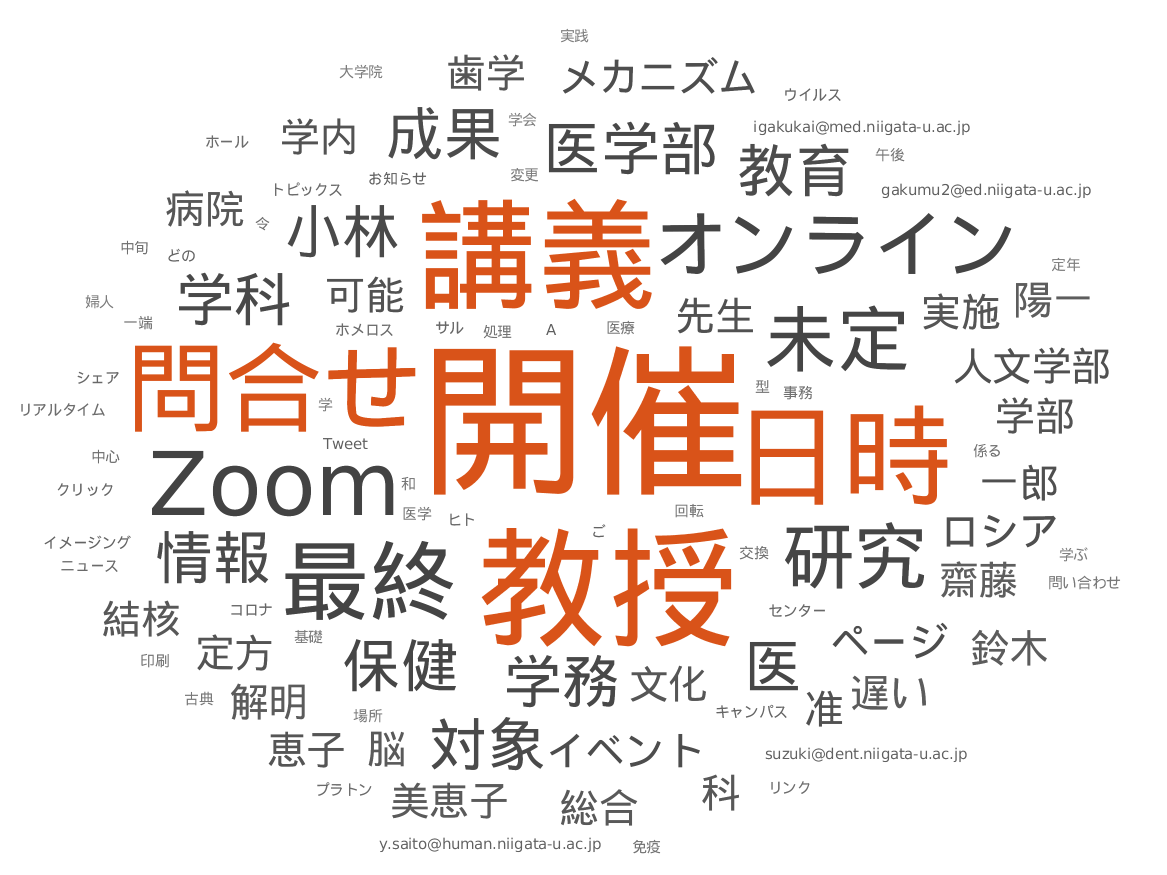 実践
大学院 歯学 メカニズム ウイルス
ホール 学内 成果 学会 医学部 igakukai@med.niigata-u.ac.jp
トピックス お知らせ 変更 教育 午後
gakumu2@ed.niigata-u.ac.jp
病院 令 小林 講義 オンライン
中旬 どの 定年
婦人 学科 可能 先生 実施 陽一
一端 ホメロス サル 処理 A 医療 未定
シェア 問合せ 開催 型 事務 人文学部
リアルタイム 学 日時 学部
中心 Tweet 係る
クリック Zoom 和 一郎
医学 ヒト 回転
イメージング 情報 最終 教授 ご 交換 研究 ロシア 学ぶ
ニュース 齋藤 問い合わせ
結核 コロナ センター
印刷 定方 基礎 保健 医 ページ 鈴木
古典 解明 場所 学務 文化 キャンパス 准 遅い
恵子 脳 対象 イベント suzuki@dent.niigata-u.ac.jp
プラトン 美恵子 総合 科 リンク
y.saito@human.niigata-u.ac.jp 免疫